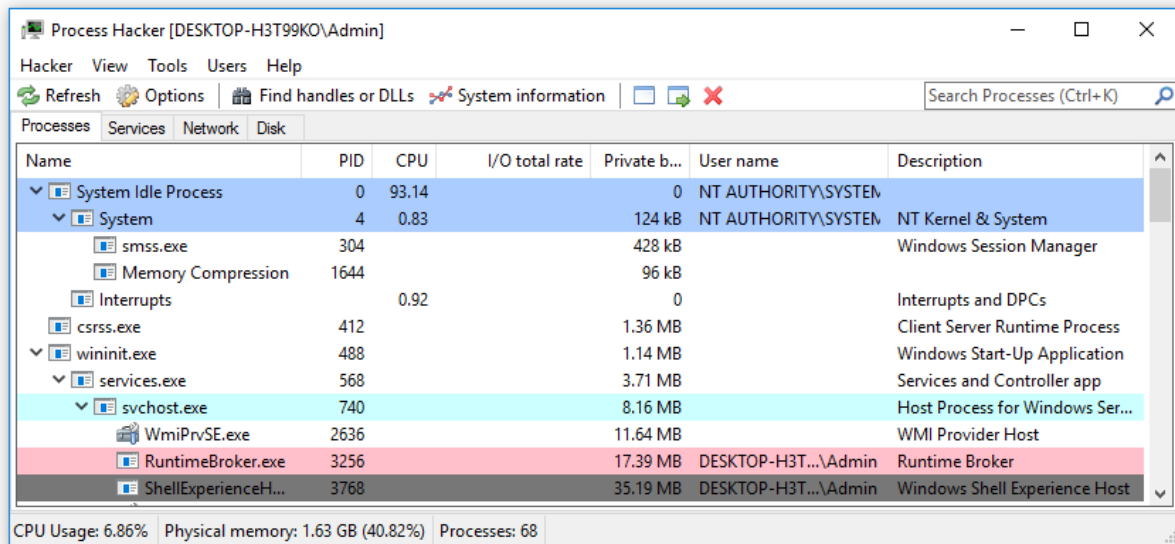 Process Hacker [DESKTOP-H3T99KO\Admin]
Hacker View Tools Users Help
Refresh Options Find handles or DLLs System information Search Processes (Ctrl+K)
Processes Services Network Disk
Name PID CPU I/O total rate Private b... User name Description
System Idle Process 0 93.14 0 NT AUTHORITY\SYSTEM
System 4 0.83 124 kB NT AUTHORITY\SYSTEM NT Kernel & System
smss.exe 304 428 kB Windows Session Manager
Memory Compression 1644 96 kB
Interrupts 0.92 0 Interrupts and DPCs
csrss.exe 412 1.36 MB Client Server Runtime Process
wininit.exe 488 1.14 MB Windows Start-Up Application
services.exe 568 3.71 MB Services and Controller app
svchost.exe 740 8.16 MB Host Process for Windows Ser...
WmiPrvSE.exe 2636 11.64 MB WMI Provider Host
RuntimeBroker.exe 3256 17.39 MB DESKTOP-H3T...\Admin Runtime Broker
ShellExperienceH... 3768 35.19 MB DESKTOP-H3T...\Admin Windows Shell Experience Host
CPU Usage: 6.86% Physical memory: 1.63 GB (40.82%) Processes: 68